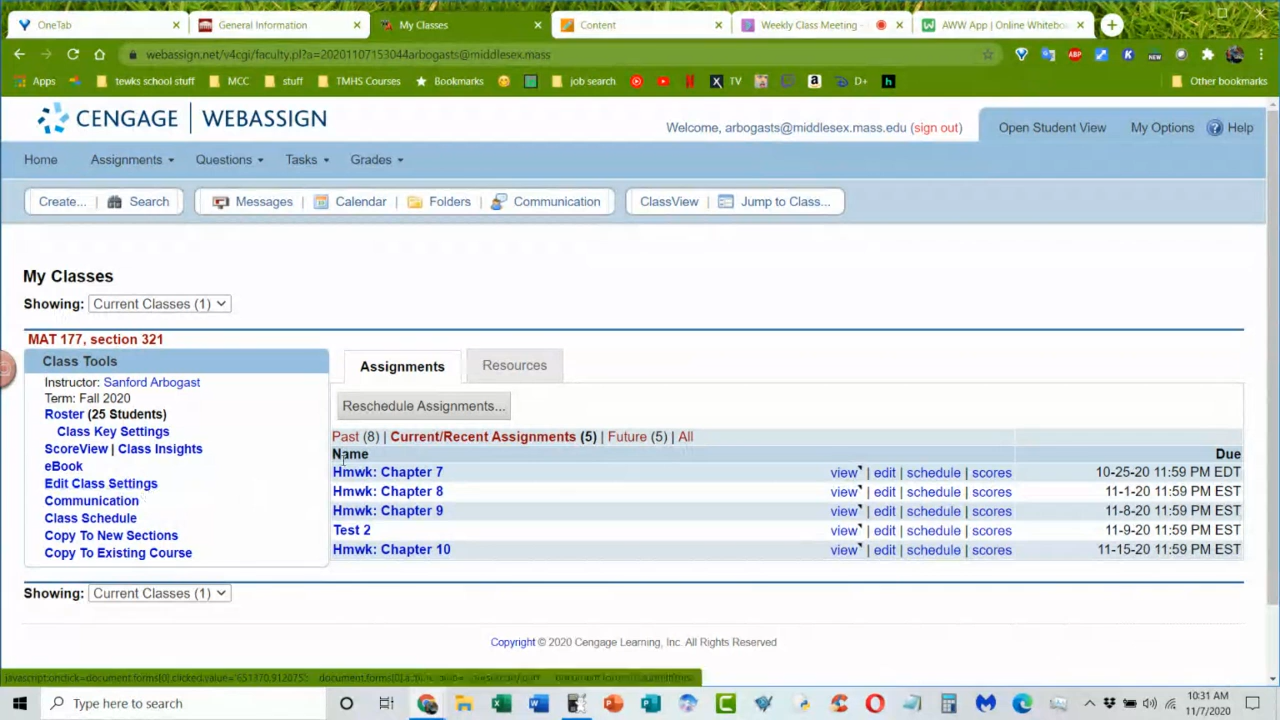 OneTab
General Information
My Classes
Content
Weekly Class Meeting -
AWW App | Online Whitebo
webassign.net/v4cgi/faculty.pl?a=20201107153044arbogasts@middlesex.mass
Apps
tewks school stuff
MCC
stuff
TMHS Courses
Bookmarks
job search
TV
D+
Other bookmarks
CENGAGE | WEBASSIGN
Welcome, arbogasts@middlesex.mass.edu (sign out)
Open Student View
My Options
Help
Home
Assignments
Questions
Tasks
Grades
Create... | Search
Messages | Calendar | Folders | Communication
ClassView | Jump to Class...
My Classes
Showing: Current Classes (1)
MAT 177, section 321
Class Tools
Instructor: Sanford Arbogast
Term: Fall 2020
Roster (25 Students)
Class Key Settings
ScoreView | Class Insights
eBook
Edit Class Settings
Communication
Class Schedule
Copy To New Sections
Copy To Existing Course
Assignments
Resources
Reschedule Assignments...
Past (8) | Current/Recent Assignments (5) | Future (5) | All
Name Due
Hmwk: Chapter 7 view | edit | schedule | scores 10-25-20 11:59 PM EDT
Hmwk: Chapter 8 view | edit | schedule | scores 11-1-20 11:59 PM EST
Hmwk: Chapter 9 view | edit | schedule | scores 11-8-20 11:59 PM EST
Test 2 view | edit | schedule | scores 11-9-20 11:59 PM EST
Hmwk: Chapter 10 view | edit | schedule | scores 11-15-20 11:59 PM EST
Showing: Current Classes (1)
Copyright © 2020 Cengage Learning, Inc. All Rights Reserved
Type here to search
10:31 AM
11/7/2020